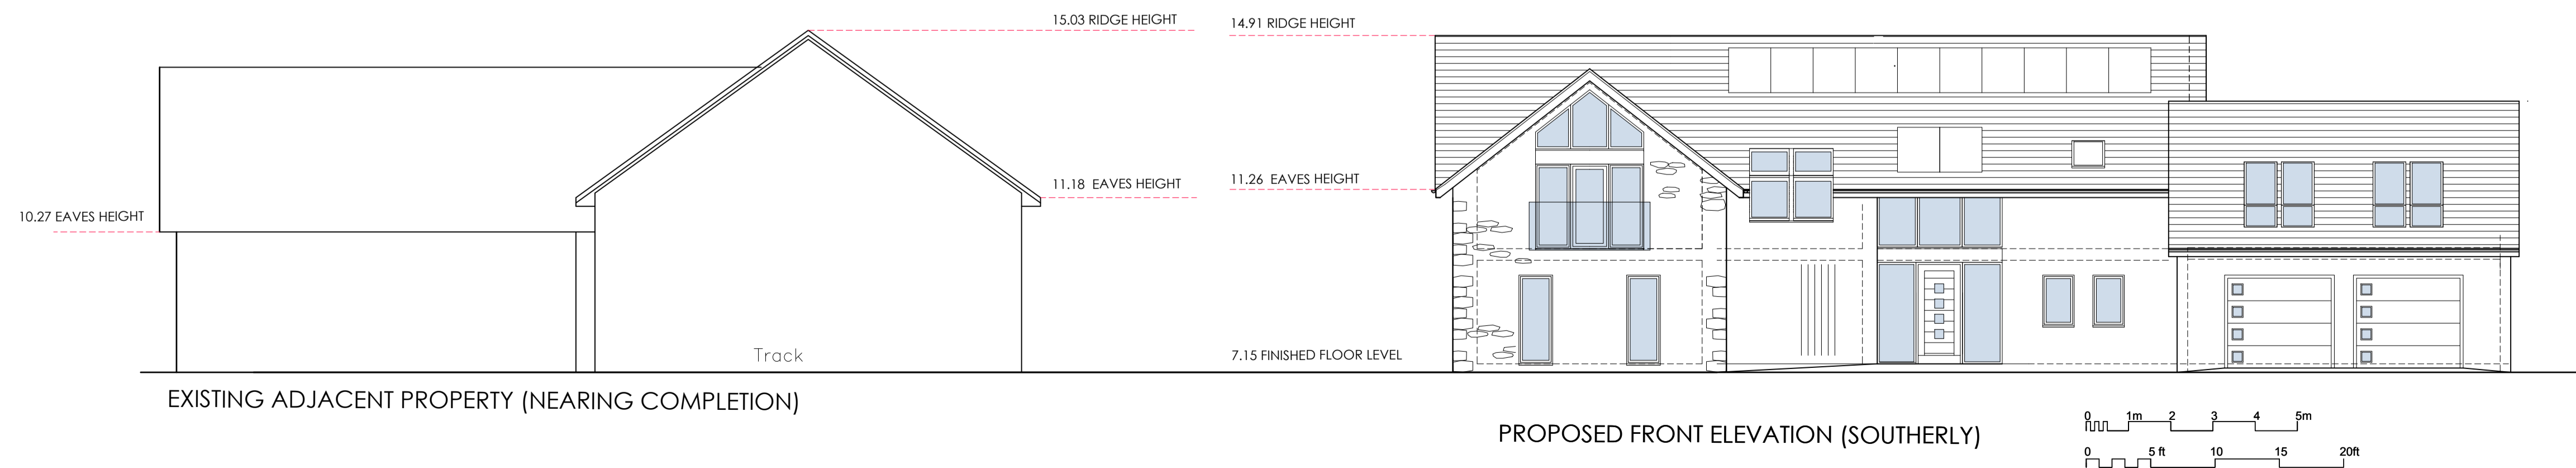 15.03 RIDGE HEIGHT
14.91 RIDGE HEIGHT
11.18 EAVES HEIGHT
11.26 EAVES HEIGHT
10.27 EAVES HEIGHT
Track
7.15 FINISHED FLOOR LEVEL
EXISTING ADJACENT PROPERTY (NEARING COMPLETION)
PROPOSED FRONT ELEVATION (SOUTHERLY)
0 1m 2 3 4 5m
0 5 ft 10 15 20ft